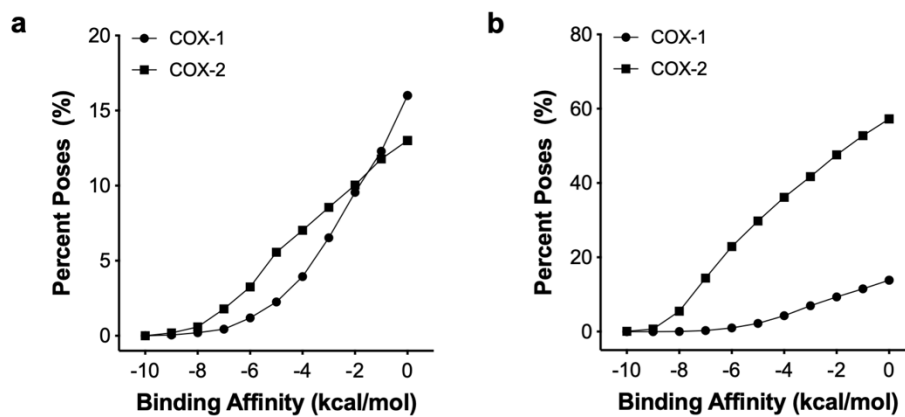 a
COX-1
COX-2
Percent Poses (%)
20
15
10
5
0
-10 -8 -6 -4 -2 0
Binding Affinity (kcal/mol)
b
COX-1
COX-2
Percent Poses (%)
80
60
40
20
0
-10 -8 -6 -4 -2 0
Binding Affinity (kcal/mol)